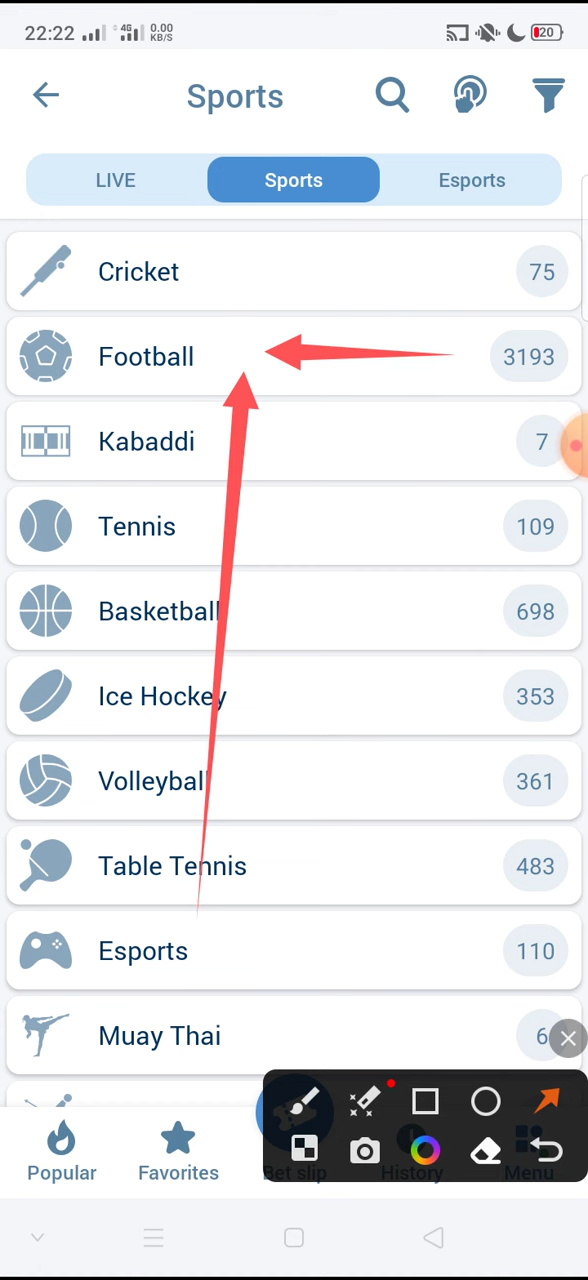 22:22 4G 0.00 KB/S 20
Sports
LIVE Sports Esports
Cricket 75
Football 3193
Kabaddi 7
Tennis 109
Basketball 698
Ice Hockey 353
Volleyball 361
Table Tennis 483
Esports 110
Muay Thai 6
Popular Favorites Bet slip History Menu